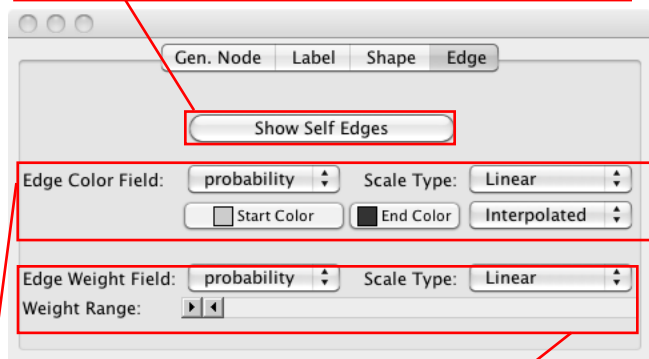 Gen. Node Label Shape Edge
Show Self Edges
Edge Color Field: probability Scale Type: Linear
Start Color End Color Interpolated
Edge Weight Field: probability Scale Type: Linear
Weight Range: